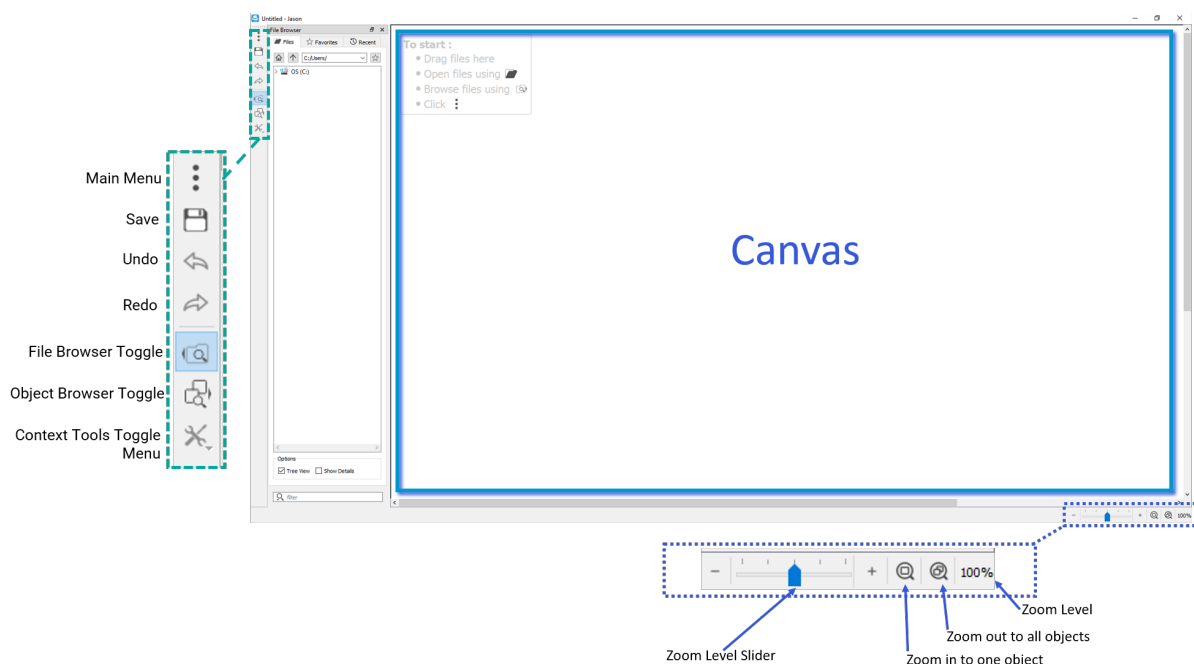 Untitled - Jason
File Browser
Files
Favorites
Recent
C:/Users/
OS (C:)
To start :
Drag files here
Open files using
Browse files using
Click
Canvas
Main Menu
Save
Undo
Redo
File Browser Toggle
Object Browser Toggle
Context Tools Toggle
Menu
Options
Tree View
Show Details
filter
100%
100%
Zoom Level
Zoom out to all objects
Zoom Level Slider
Zoom in to one object